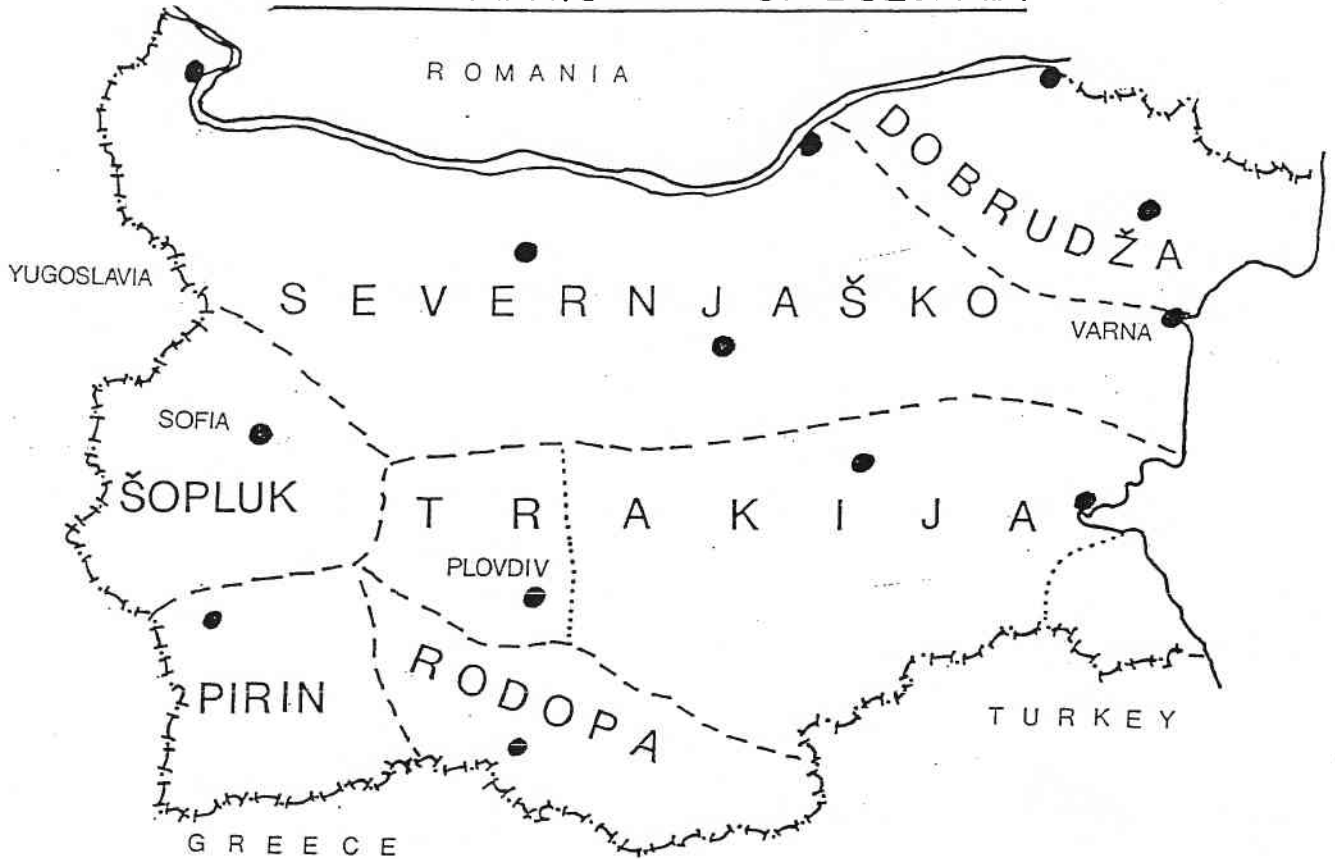 ROMANIA
DOBRUDŽA
YUGOSLAVIA
SEVERNJAŠKO
VARNA
SOFIA
ŠOPLUK
TRAKIJA
PLOVDIV
PIRIN
RODOPA
TURKEY
GREECE